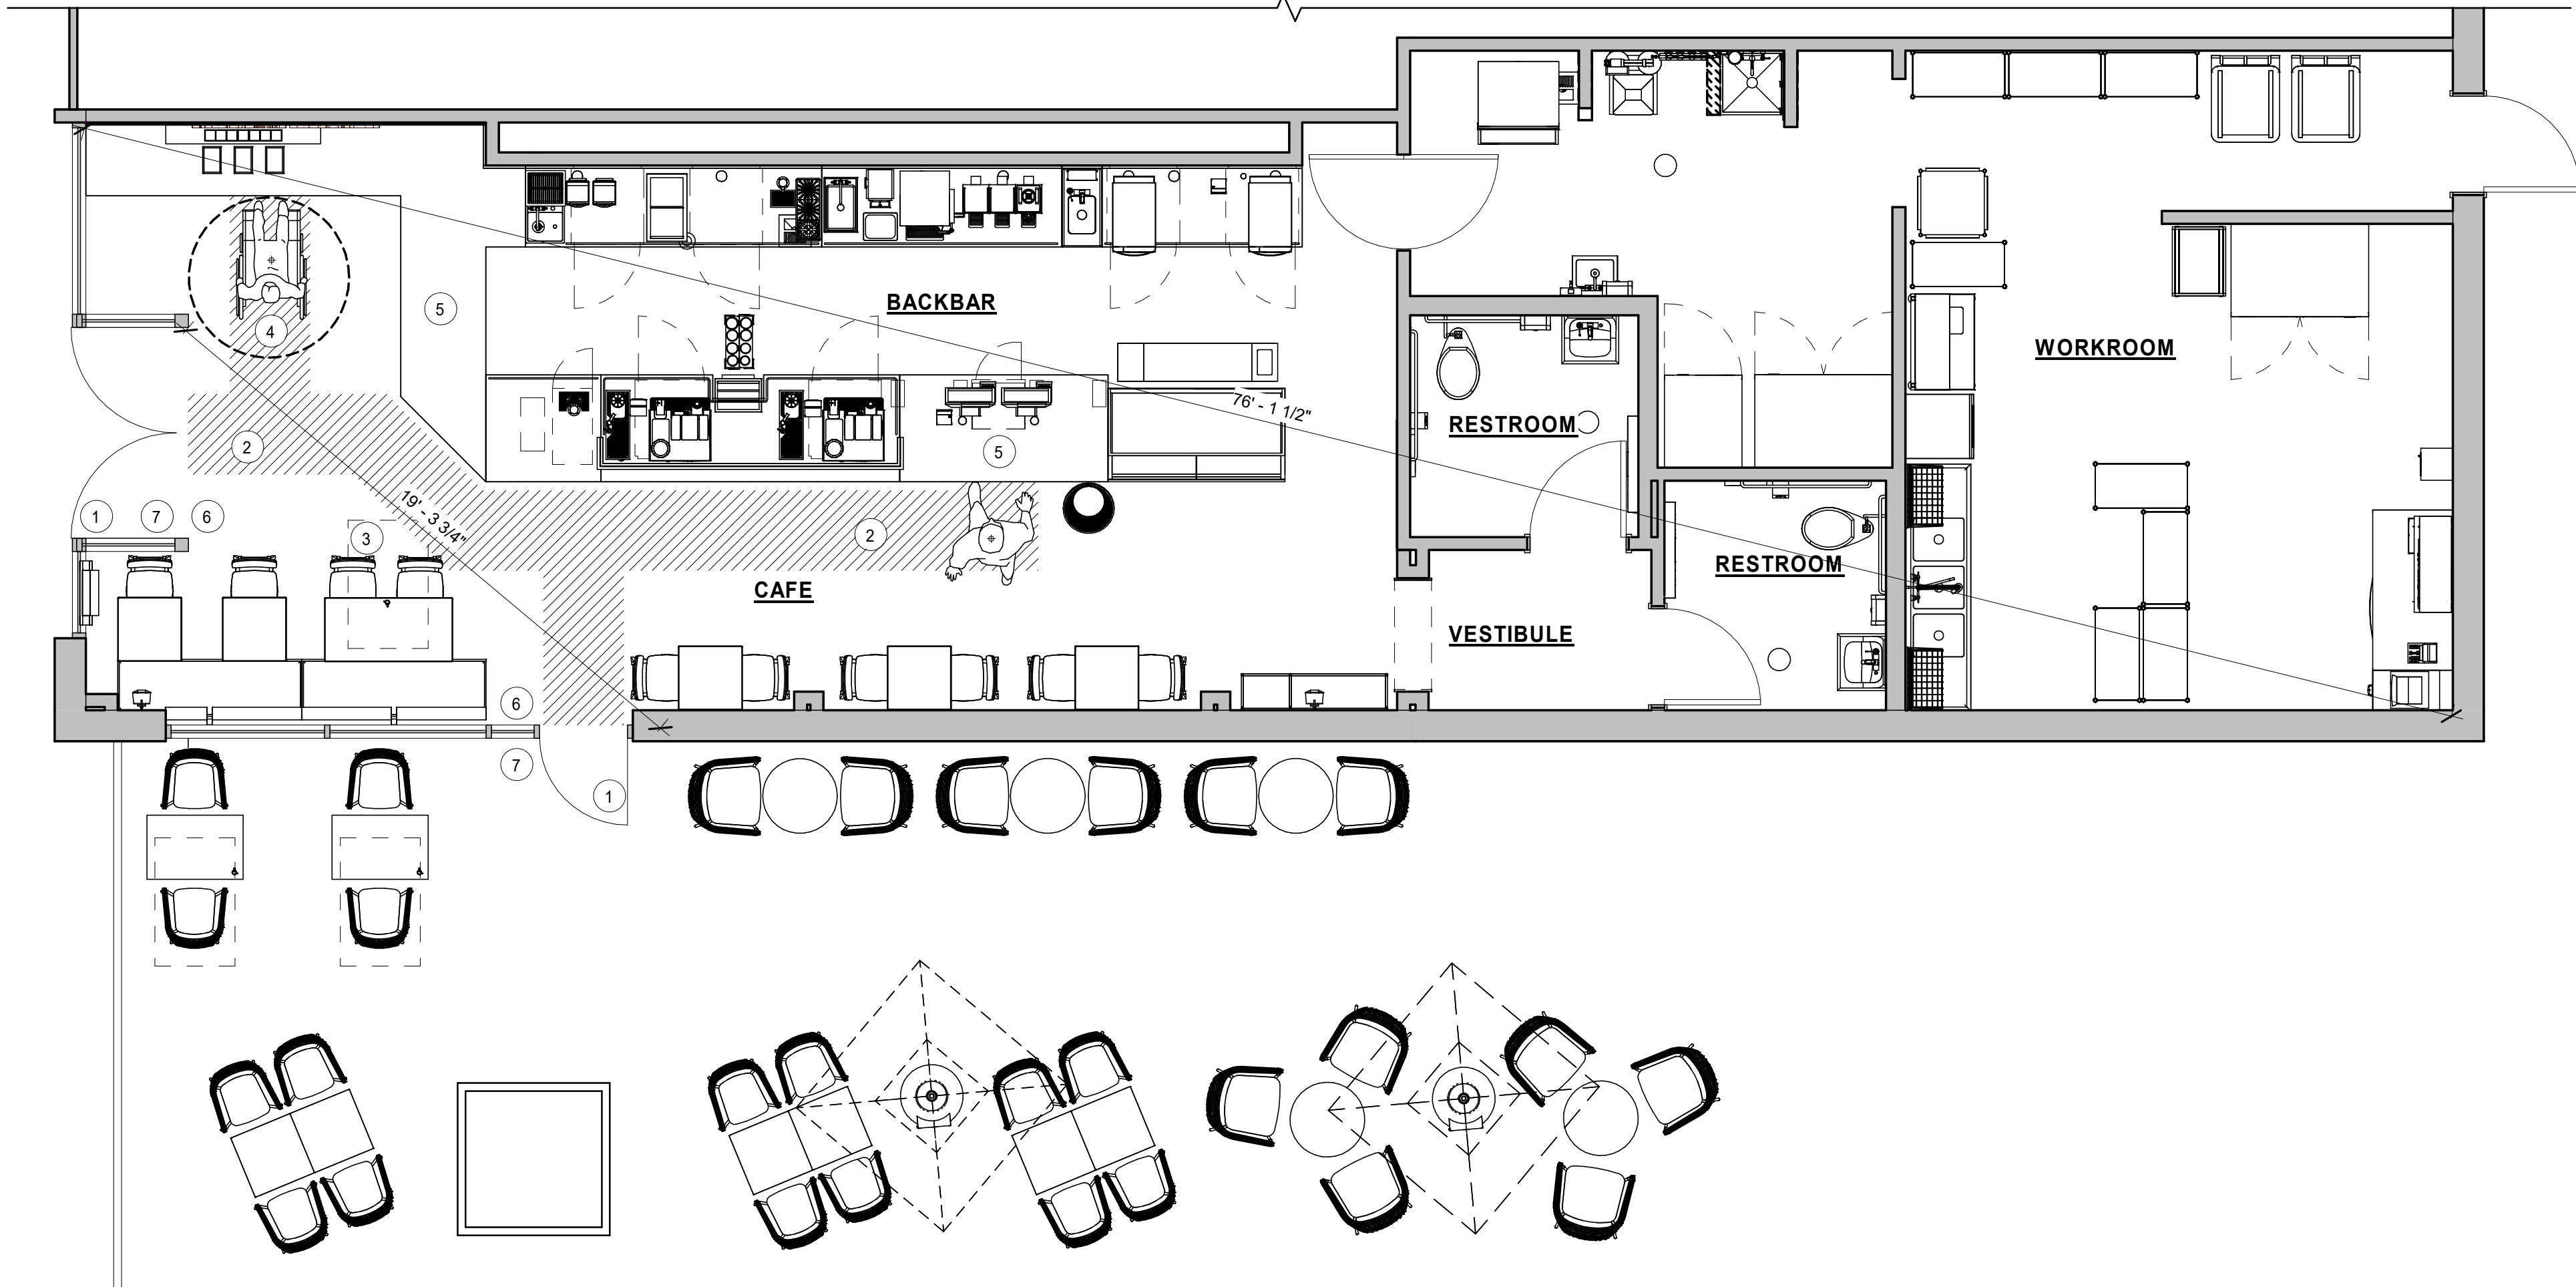 BACKBAR
5
4
WORKROOM
76' - 1 1/2"
RESTROOM
2
5
19' - 3 3/4"
1
7
6
3
2
RESTROOM
CAFE
VESTIBULE
6
7
1